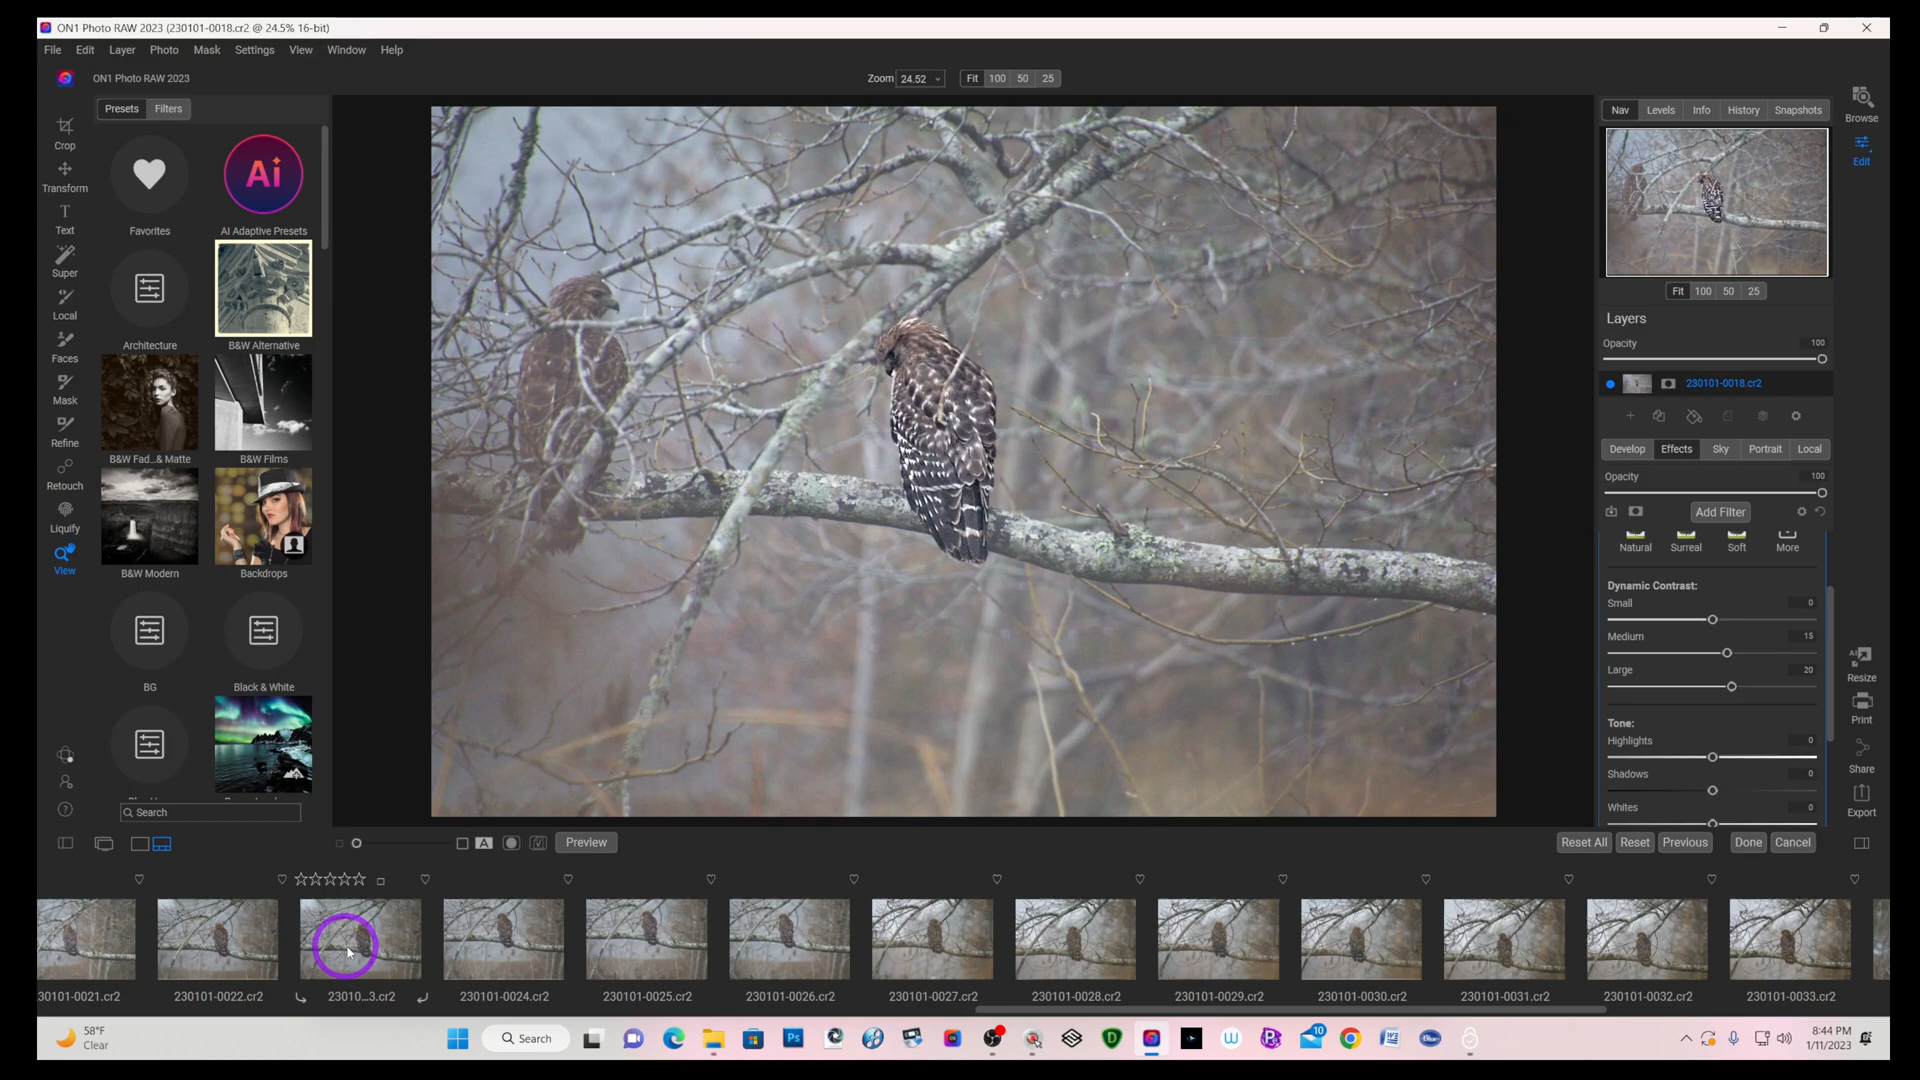 ON1 Photo RAW 2023 (230101-0018.cr2 @ 24.5% 16-bit)
File Edit Layer Photo Mask Settings View Window Help
ON1 Photo RAW 2023
Zoom 24.52 Fit 100 50 25
Presets Filters
Nav Levels Info History Snapshots
Browse
Crop
Edit
Ai
Transform
Text
Favorites
AI Adaptive Presets
Super
Fit 100 50 25
Local
Layers
Architecture
B&W Alternative
Opacity 100
Faces
230101-0018.cr2
Mask
Refine
Develop Effects Sky Portrait Local
B&W Fad...& Matte
B&W Films
Opacity 100
Retouch
Add Filter
Liquify
Natural Surreal Soft More
View
B&W Modern
Backdrops
Dynamic Contrast:
Small 0
Medium 15
Large 20
Resize
BG
Black & White
Print
Tone:
Highlights 0
Share
Shadows 0
Whites 0
Search
Export
A
Preview
Reset All Reset Previous Done Cancel
30101-0021.cr2 230101-0022.cr2 23010...3.cr2 230101-0024.cr2 230101-0025.cr2 230101-0026.cr2 230101-0027.cr2 230101-0028.cr2 230101-0029.cr2 230101-0030.cr2 230101-0031.cr2 230101-0032.cr2 230101-0033.cr2
58°F
Clear
Search
Ps
10
8:44 PM
1/11/2023